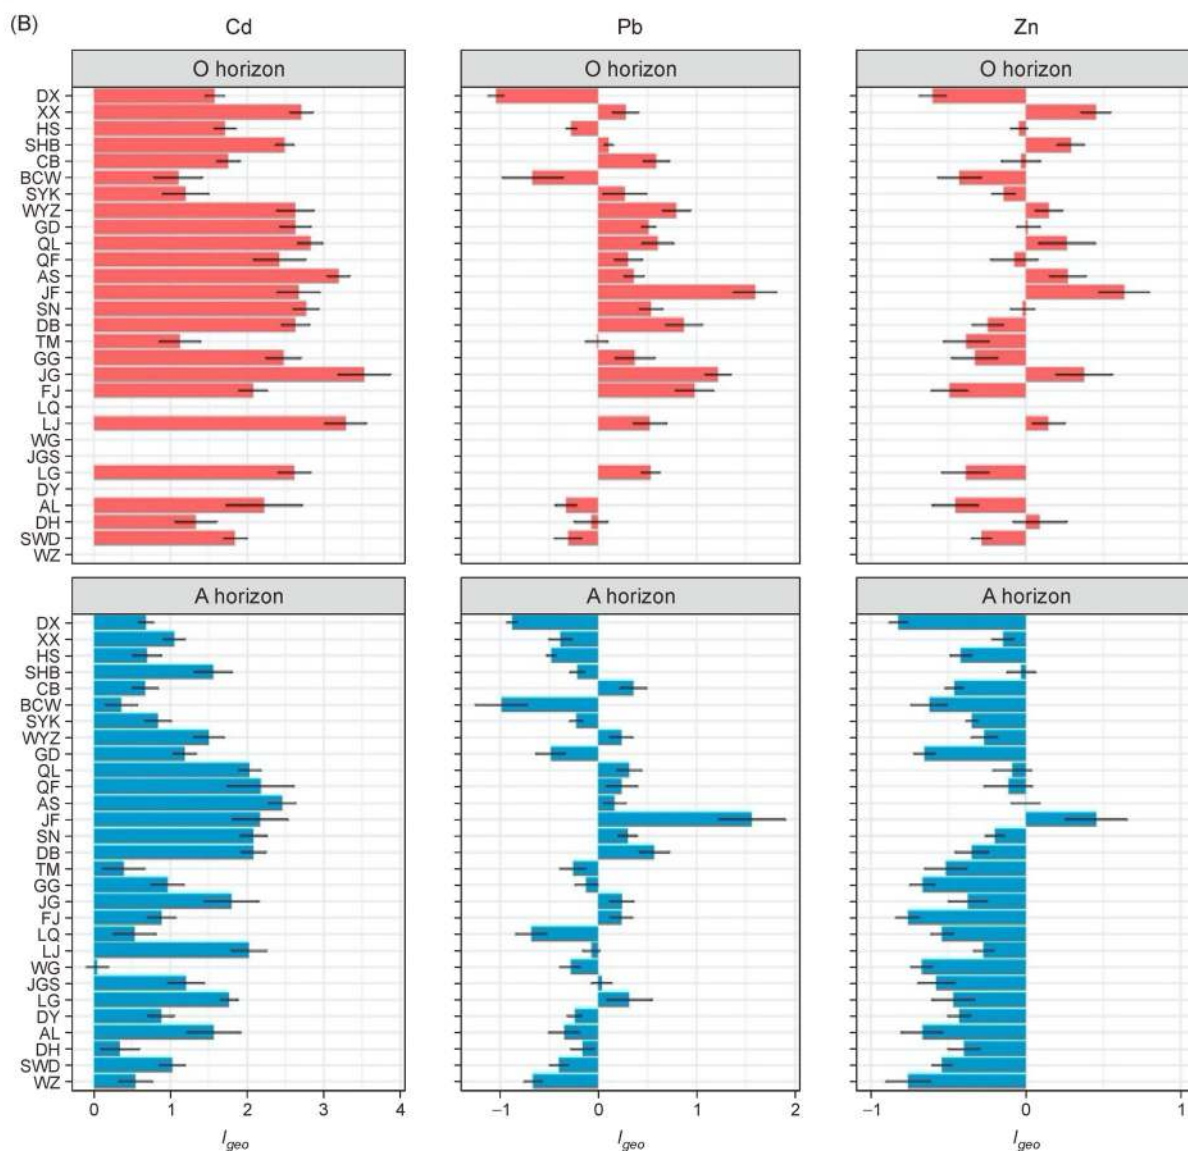 (B)
Cd Pb Zn
O horizon O horizon O horizon
DX
XX
HS
SHB
CB
BCW
SYK
WYZ
GD
QL
QF
AS
JF
SN
DB
TM
GG
JG
FJ
LQ
LJ
WG
JGS
LG
DY
AL
DH
SWD
WZ
A horizon A horizon A horizon
DX
XX
HS
SHB
CB
BCW
SYK
WYZ
GD
QL
QF
AS
JF
SN
DB
TM
GG
JG
FJ
LQ
LJ
WG
JGS
LG
DY
AL
DH
SWD
WZ
0 1 2 3 4 −1 0 1 2 −1 0 1
Igeo Igeo Igeo